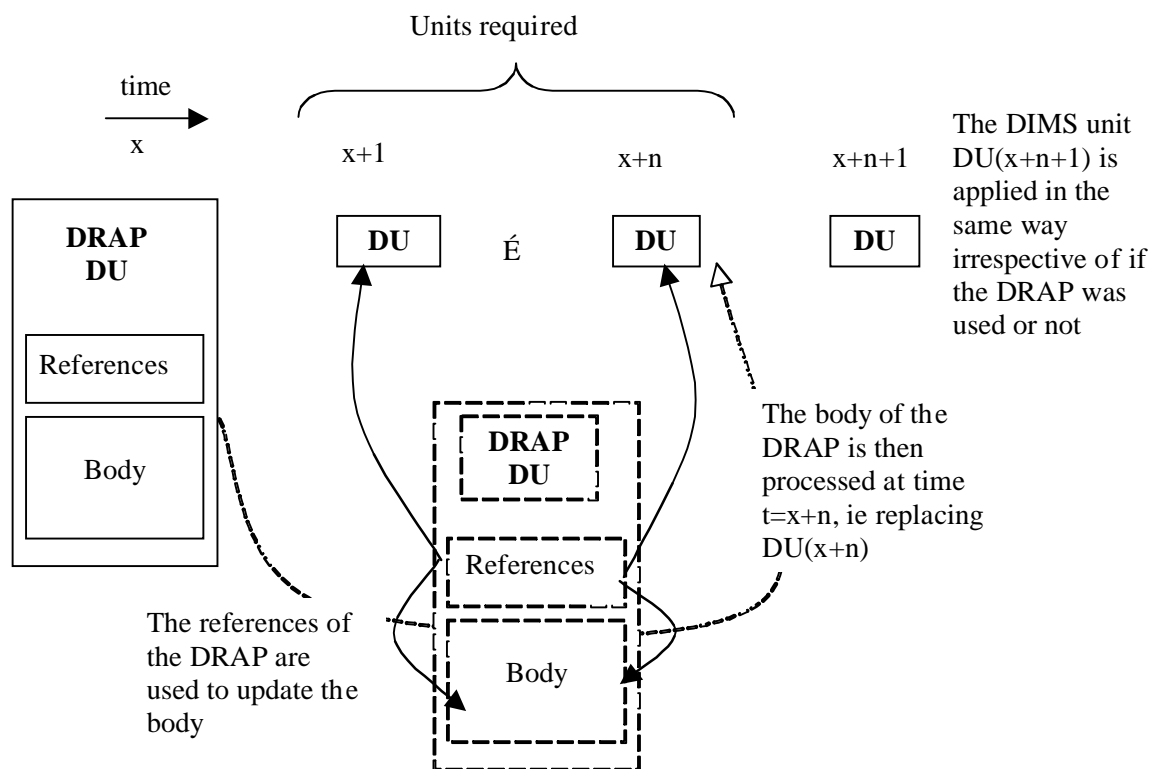 Units required
time
x
x+1
x+n
x+n+1
The DIMS unit
DU(x+n+1) is
applied in the
same way
irrespective of if
the DRAP was
used or not
DRAP
DU
References
Body
DU
É
DU
DU
DRAP
DU
References
Body
The body of the
DRAP is then
processed at time
t=x+n, ie replacing
DU(x+n)
The references of
the DRAP are
used to update the
body